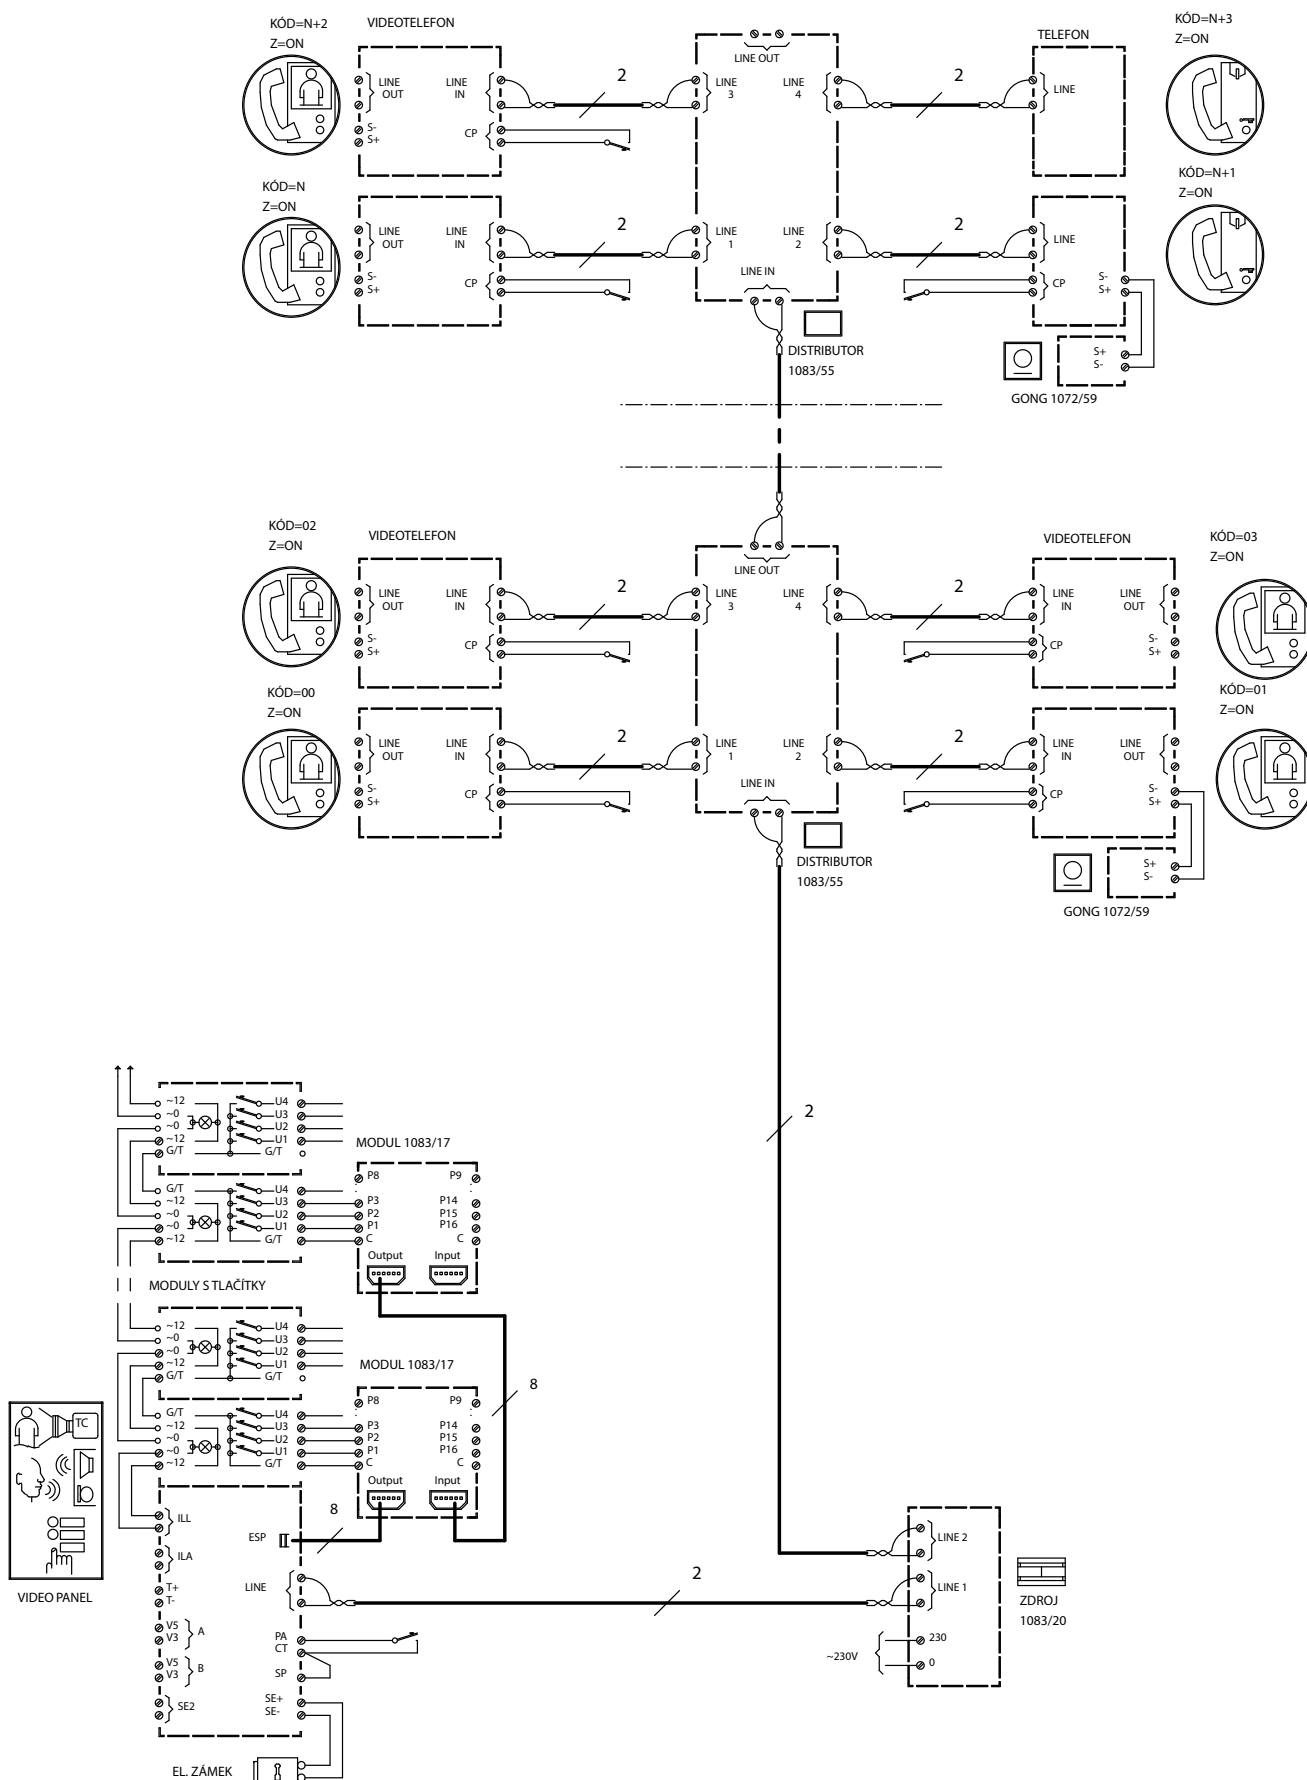 KÓD=N+2
Z=ON
VIDEOTELEFON
LINE OUT
TELEFON
KÓD=N+3
Z=ON
LINE OUT
LINE IN
S-
S+
CP
2
LINE 3
LINE 4
2
LINE
KÓD=N
Z=ON
KÓD=N+1
Z=ON
LINE OUT
LINE IN
S-
S+
CP
2
LINE 1
LINE 2
LINE IN
2
LINE
CP
S-
S+
DISTRIBUTOR
1083/55
S+
S-
GONG 1072/59
KÓD=02
Z=ON
VIDEOTELEFON
VIDEOTELEFON
KÓD=03
Z=ON
LINE OUT
LINE OUT
LINE IN
S-
S+
CP
2
LINE 3
LINE 4
2
LINE IN
LINE OUT
CP
S-
S+
KÓD=00
Z=ON
KÓD=01
Z=ON
LINE OUT
LINE IN
S-
S+
CP
2
LINE 1
LINE 2
LINE IN
2
LINE IN
LINE OUT
CP
S-
S+
DISTRIBUTOR
1083/55
S+
S-
GONG 1072/59
2
~12
~0
~0
~12
G/T
U4
U3
U2
U1
G/T
MODUL 1083/17
G/T
~12
~0
~0
~12
U4
U3
U2
U1
G/T
P8
P3
P2
P1
C
P9
P14
P15
P16
C
Output
Input
MODULY S TLAČÍTKY
~12
~0
~0
~12
G/T
U4
U3
U2
U1
G/T
MODUL 1083/17
8
G/T
~12
~0
~0
~12
U4
U3
U2
U1
G/T
P8
P3
P2
P1
C
P9
P14
P15
P16
C
Output
Input
TC
VIDEO PANEL
ILL
ILA
T+
T-
V5
V3
A
V5
V3
B
SE2
ESP
8
LINE
PA
CT
SP
SE+
SE-
2
LINE 2
LINE 1
230
0
~230V
ZDROJ
1083/20
EL. ZÁMEK